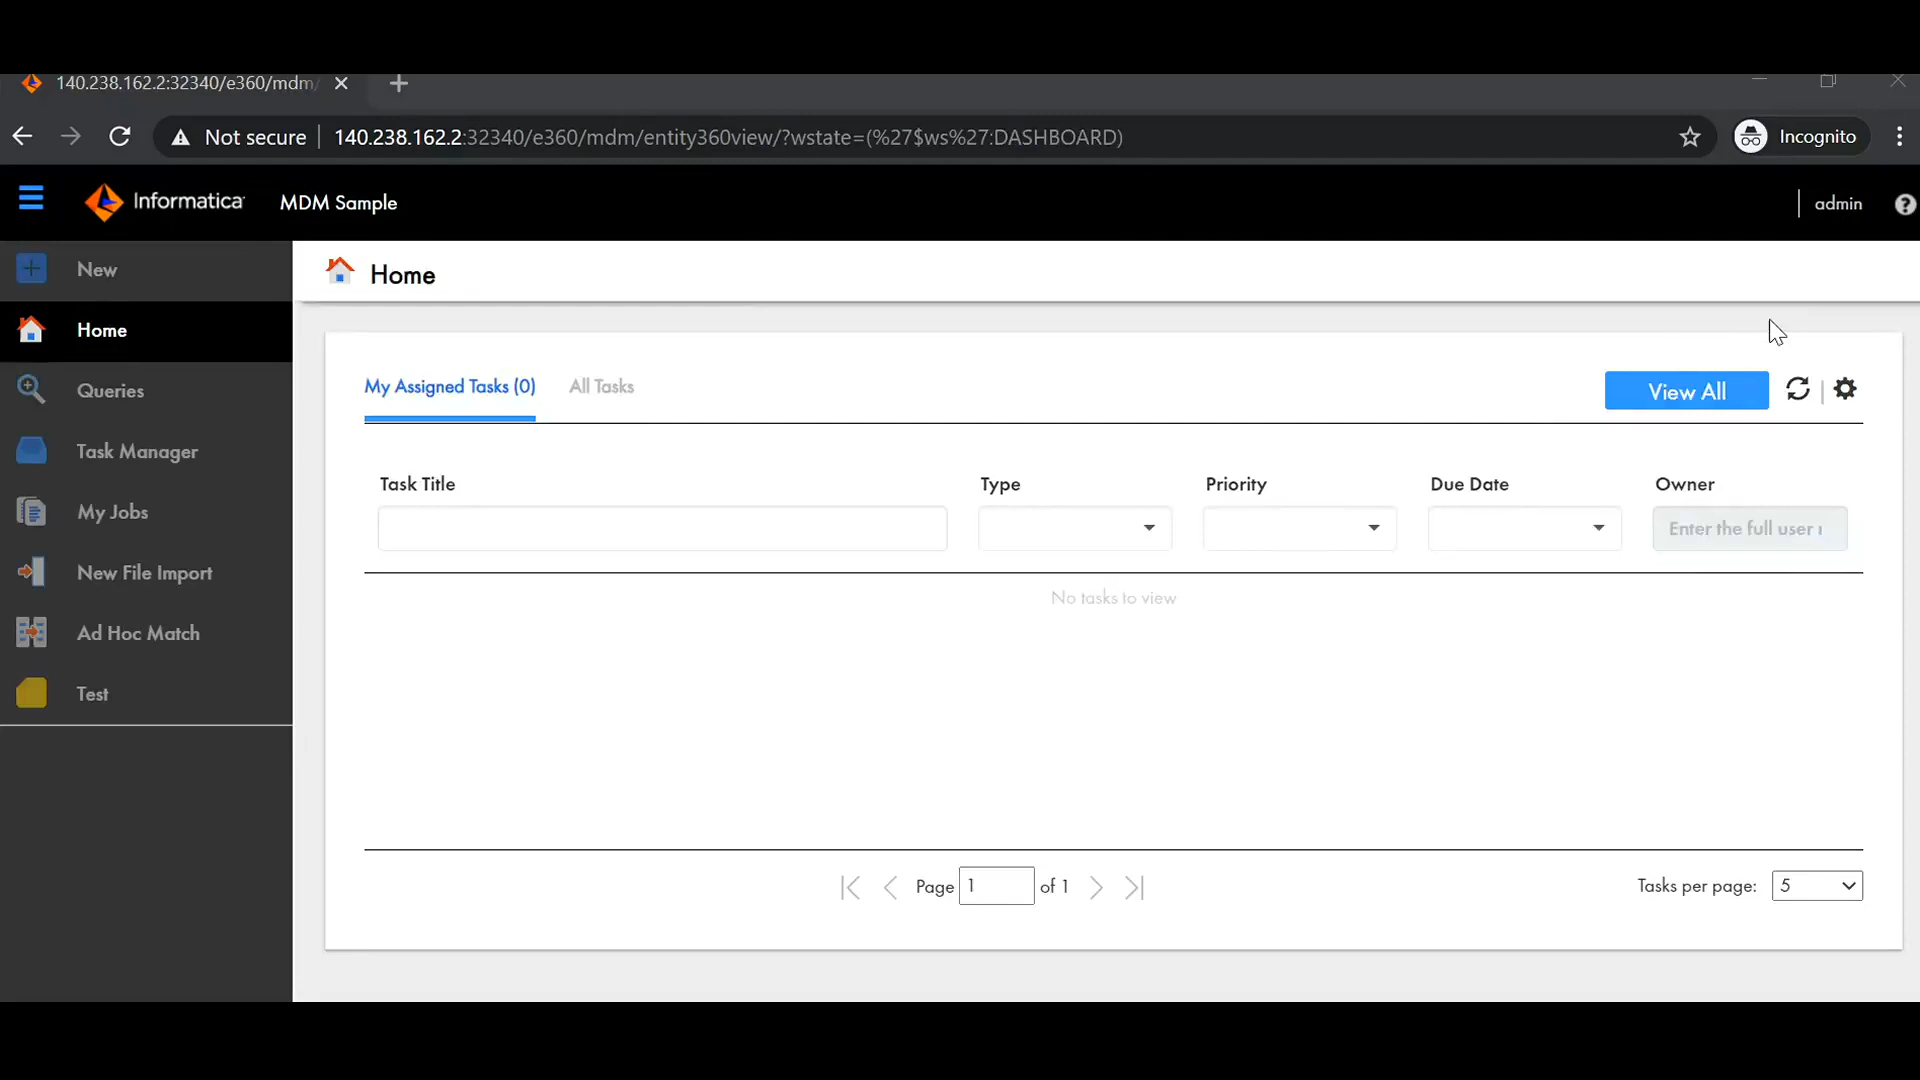 140.238.162.2:32340/e360/mdm/
Not secure 140.238.162.2:32340/e360/mdm/entity360view/?wstate=(%27$ws%27:DASHBOARD) Incognito
Informatica MDM Sample admin
New
Home
Queries
Task Manager
My Jobs
New File Import
Ad Hoc Match
Test
Home
My Assigned Tasks (0) All Tasks View All
Task Title Type Priority Due Date Owner
Enter the full user
No tasks to view
Page 1 of 1 Tasks per page: 5